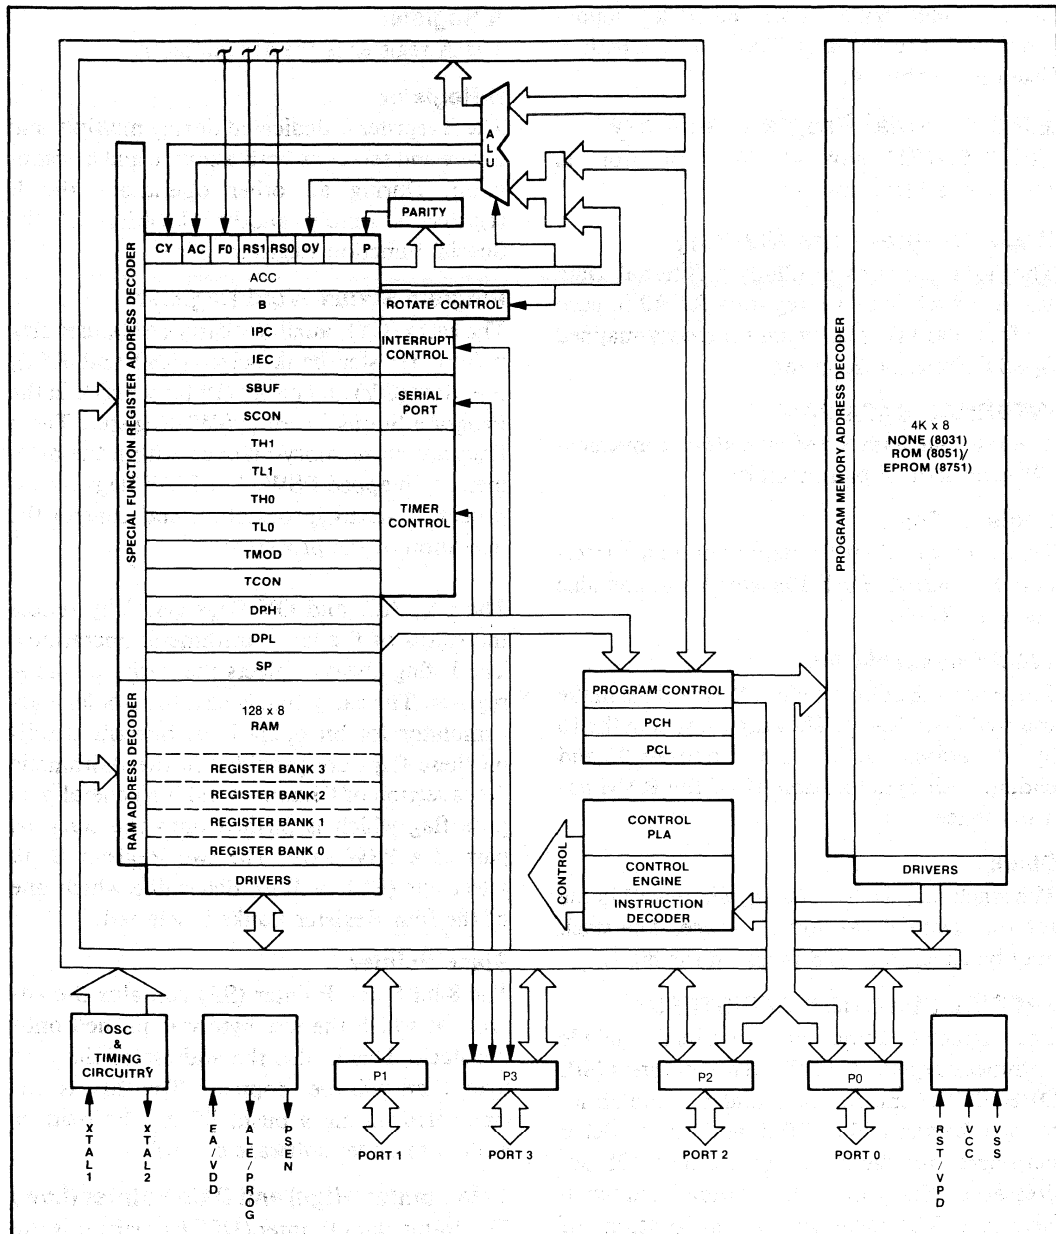 ALU
PARITY
CY AC F0 RS1 RS0 OV P
ACC
B
ROTATE CONTROL
IPC
IEC
INTERRUPT
CONTROL
SBUF
SCON
SERIAL
PORT
TH1
TL1
TH0
TL0
TMOD
TCON
TIMER
CONTROL
DPH
DPL
SP
SPECIAL FUNCTION REGISTER ADDRESS DECODER
128 x 8
RAM
REGISTER BANK 3
REGISTER BANK 2
REGISTER BANK 1
REGISTER BANK 0
DRIVERS
RAM ADDRESS DECODER
PROGRAM MEMORY ADDRESS DECODER
4K x 8
NONE (8031)
ROM (8051)/
EPROM (8751)
DRIVERS
PROGRAM CONTROL
PCH
PCL
CONTROL
CONTROL
PLA
CONTROL
ENGINE
INSTRUCTION
DECODER
OSC
&
TIMING
CIRCUITRY
P1
P3
P2
P0
XTAL1
XTAL2
EA/VDD
ALE/PROG
PSEN
PORT 1
PORT 3
PORT 2
PORT 0
RST/VPD
VCC
VSS